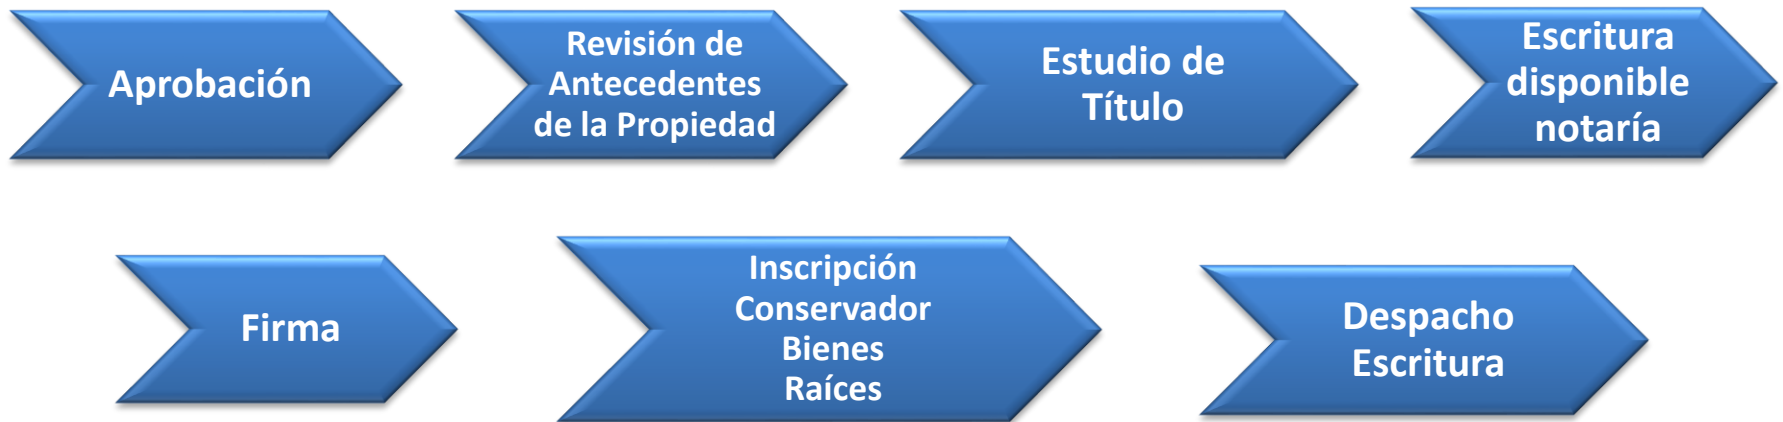 Aprobación
Revisión de
Antecedentes
de la Propiedad
Estudio de
Título
Escritura
disponible
notaría
Firma
Inscripción
Conservador
Bienes
Raíces
Despacho
Escritura